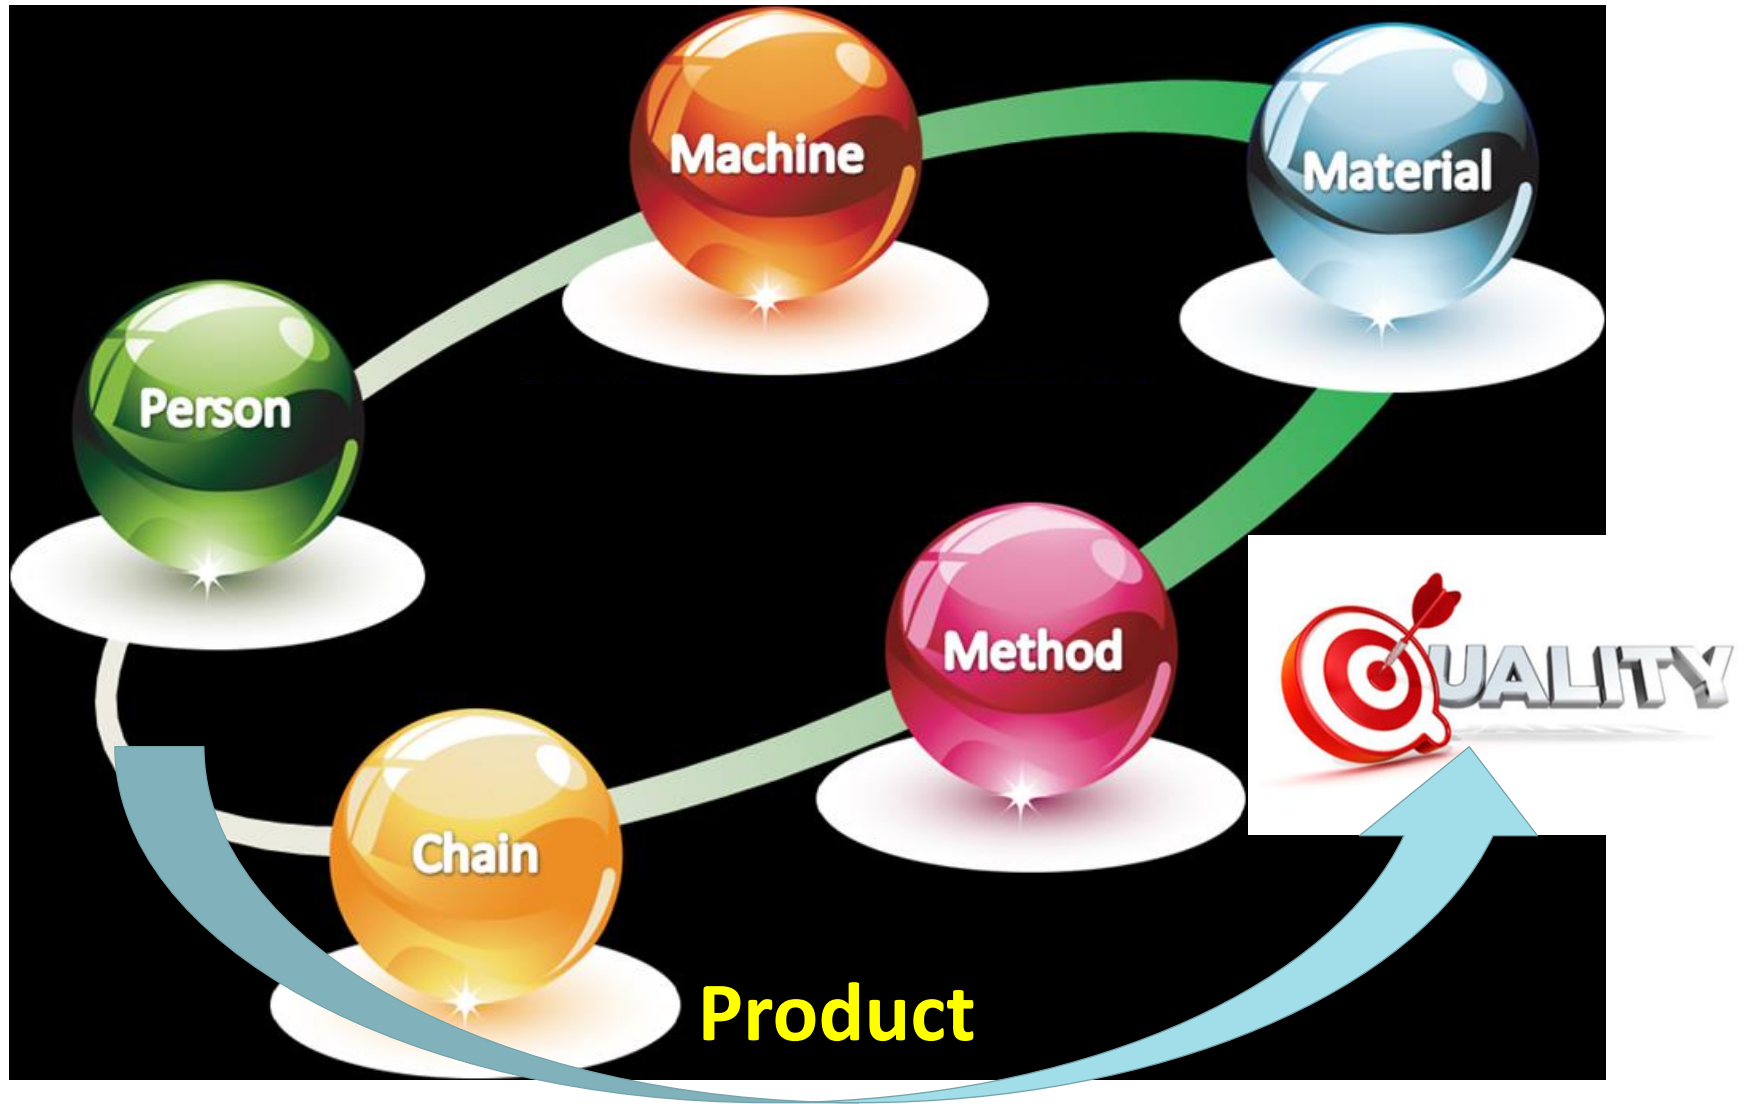 Machine
Material
Person
Method
QUALITY
Chain
Product